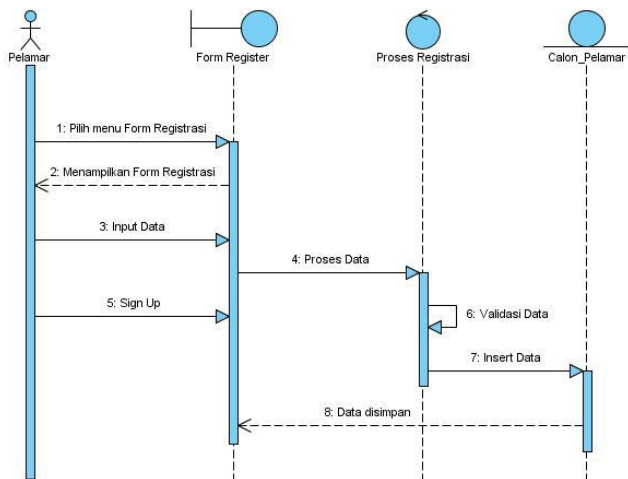 Pelamar
Form Register
Proses Registrasi
Calon_Pelamar
1: Pilih menu Form Registrasi
2: Menampilkan Form Registrasi
3: Input Data
4: Proses Data
5: Sign Up
6: Validasi Data
7: Insert Data
8: Data disimpan